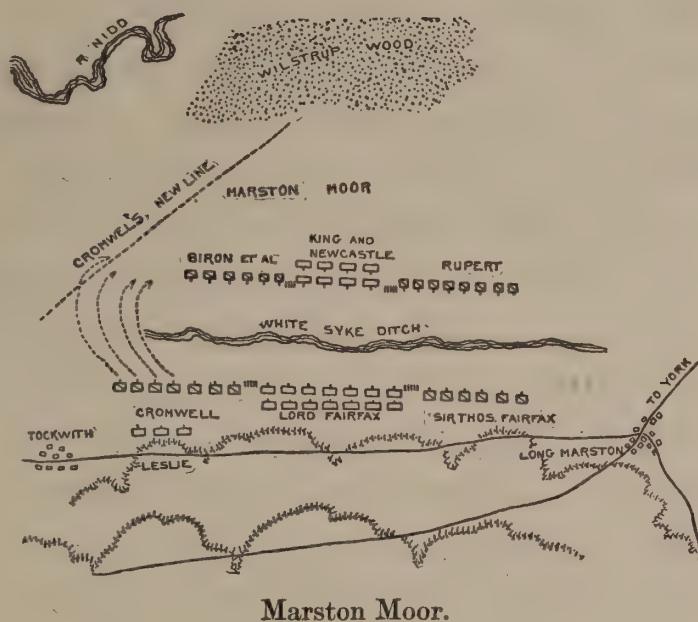 R. NIDD
WILSTRUP WOOD
CROMWEL'S NEW LINE
MARSTON MOOR
BIRON ET AL
KING AND
NEWCASTLE
RUPERT
WHITE SYKE DITCH
TO YORK
CROMWELL
LORD FAIRFAX
SIR THOS. FAIRFAX
TOCKWITH
LESLIE
LONG MARSTON
Marston Moor.